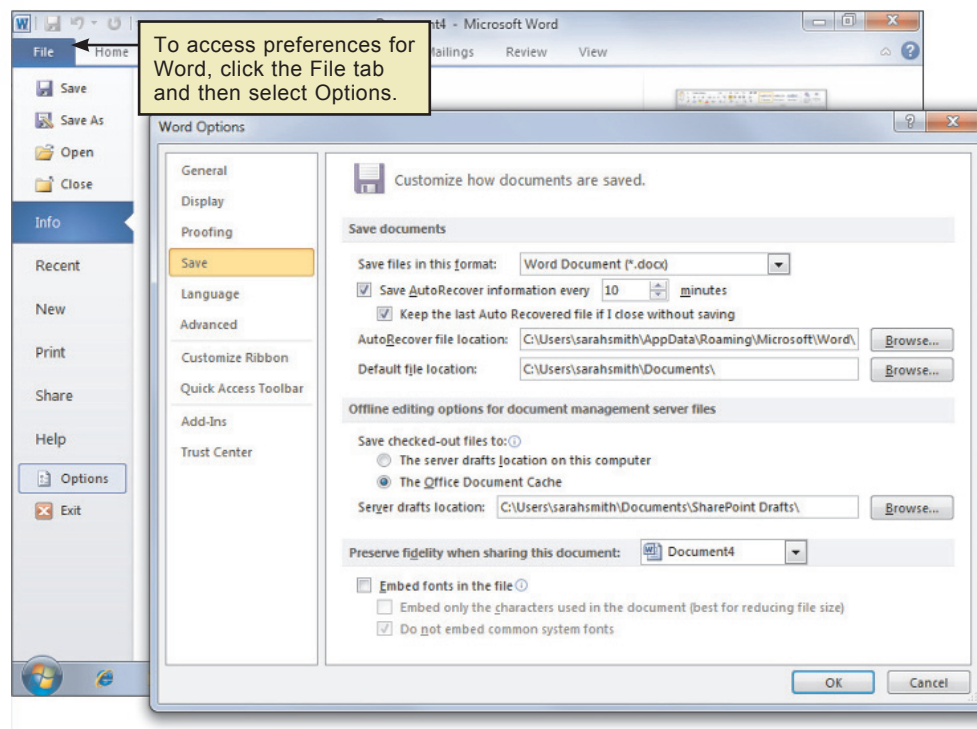 nt4 - Microsoft Word
File
Home
To access preferences for
Word, click the File tab
and then select Options.
Mailings
Review
View
Save
Save As
Open
Close
Info
Recent
New
Print
Share
Help
Options
Exit
Word Options
General
Display
Proofing
Save
Language
Advanced
Customize Ribbon
Quick Access Toolbar
Add-Ins
Trust Center
Customize how documents are saved.
Save documents
Save files in this format: Word Document (*.docx)
Save AutoRecover information every 10 minutes
Keep the last Auto Recovered file if I close without saving
AutoRecover file location: C:\Users\sarahsmith\AppData\Roaming\Microsoft\Word\ Browse...
Default file location: C:\Users\sarahsmith\Documents\ Browse...
Offline editing options for document management server files
Save checked-out files to:
The server drafts location on this computer
The Office Document Cache
Server drafts location: C:\Users\sarahsmith\Documents\SharePoint Drafts\ Browse...
Preserve fidelity when sharing this document: Document4
Embed fonts in the file
Embed only the characters used in the document (best for reducing file size)
Do not embed common system fonts
OK Cancel